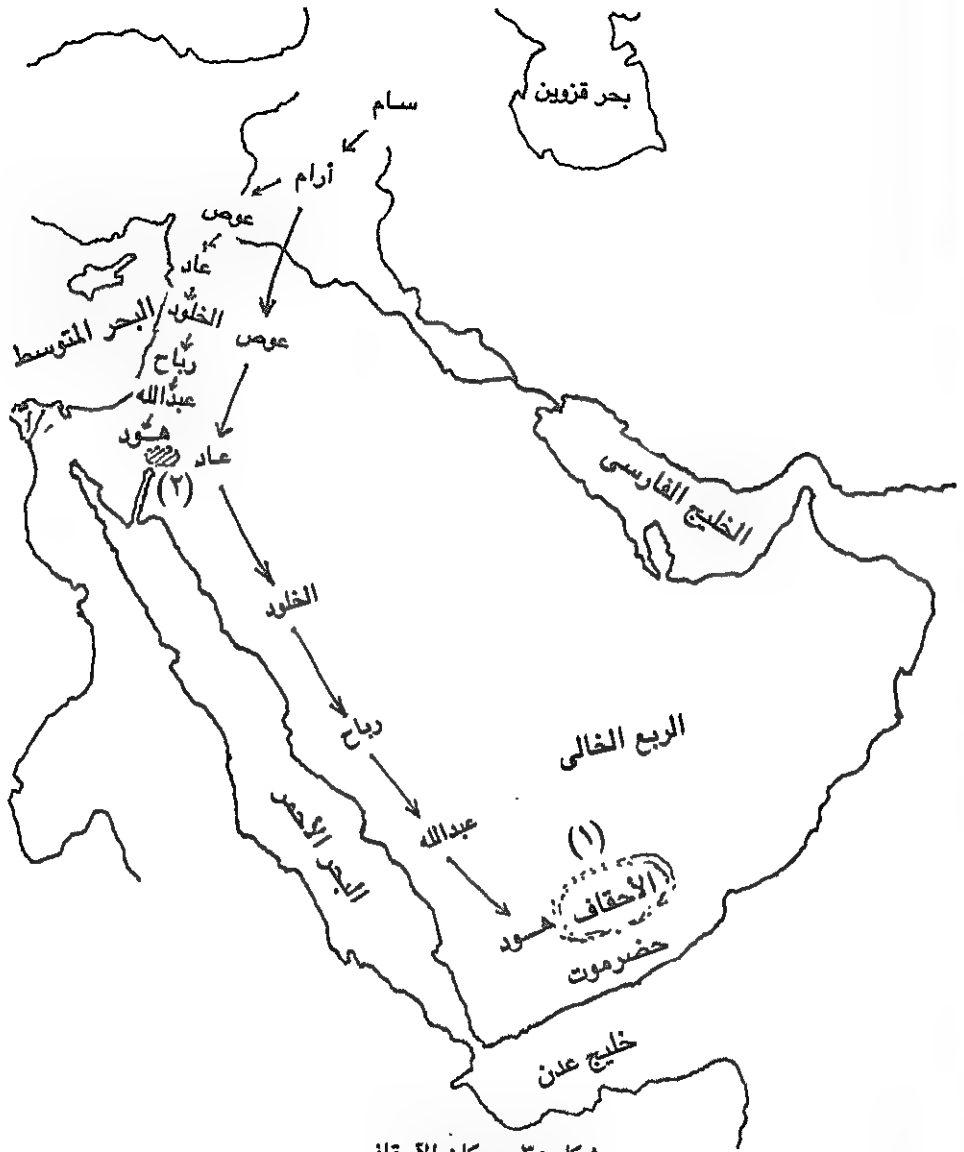 بحر قزوين
سام
أرام
عوص
عاد
الخلود
رباح
عبدالله
هود
(٢)
البحر المتوسط
عوص
عاد
الخلود
رباح
عبدالله
هود
(١)
الأحقاف
حضرموت
الربع الخالى
الخليج الفارسى
البحر الأحمر
خليج عدن